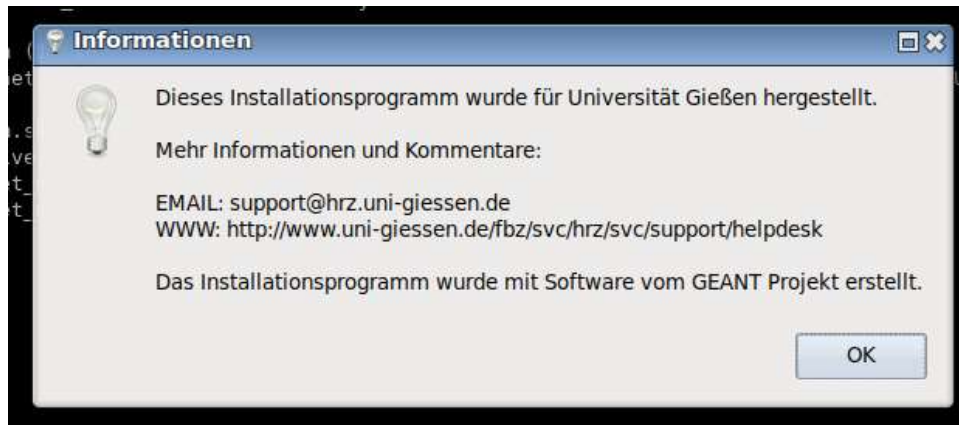 Informationen
Dieses Installationsprogramm wurde für Universität Gießen hergestellt.
Mehr Informationen und Kommentare:
EMAIL: support@hrz.uni-giessen.de
WWW: http://www.uni-giessen.de/fbz/svc/hrz/svc/support/helpdesk
Das Installationsprogramm wurde mit Software vom GEANT Projekt erstellt.
OK